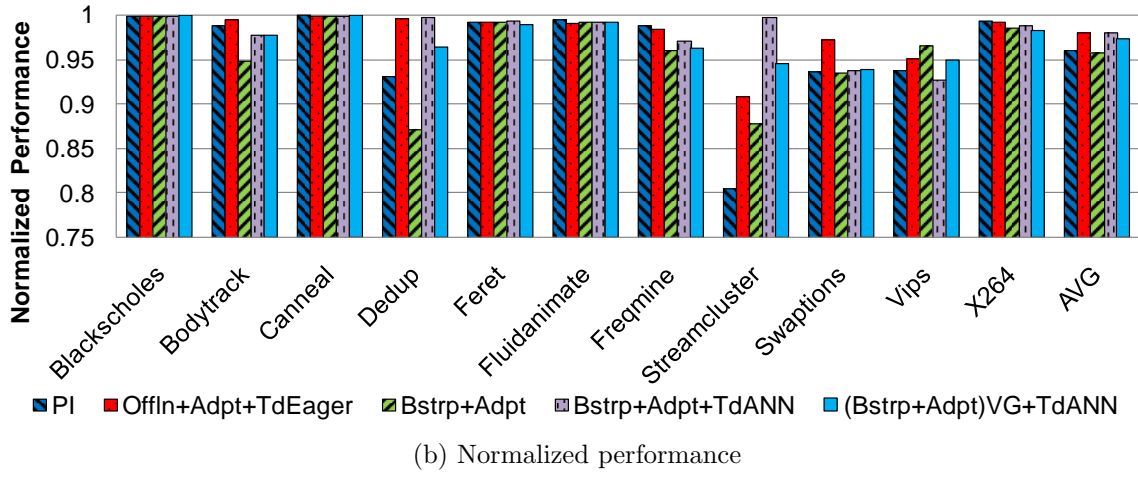 Normalized Performance
1
0.95
0.9
0.85
0.8
0.75
Blackscholes
Bodytrack
Canneal
Dedup
Feret
Fluidanimate
Freqmine
Streamcluster
Swaptions
Vips
X264
AVG
PI OffIn+Adpt+TdEager Bstrp+Adpt Bstrp+Adpt+TdANN (Bstrp+Adpt)VG+TdANN
(b) Normalized performance